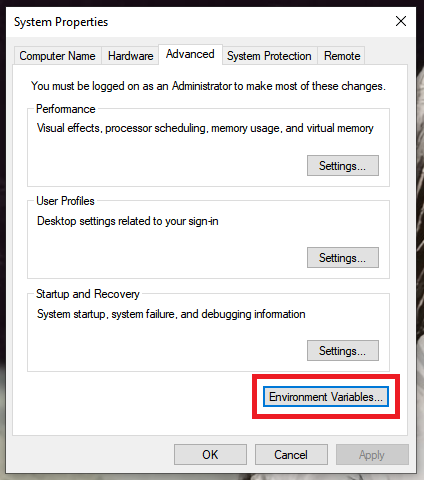 System Properties
Computer Name Hardware Advanced System Protection Remote
You must be logged on as an Administrator to make most of these changes.
Performance
Visual effects, processor scheduling, memory usage, and virtual memory
Settings...
User Profiles
Desktop settings related to your sign-in
Settings...
Startup and Recovery
System startup, system failure, and debugging information
Settings...
Environment Variables...
OK Cancel Apply